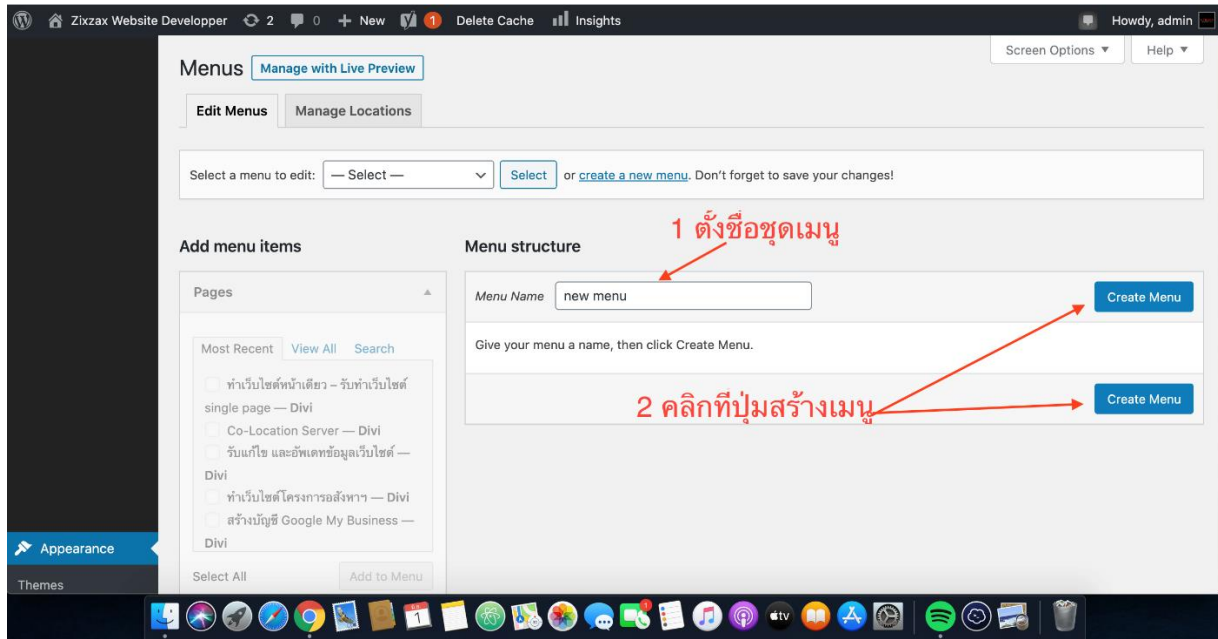 Zixzax Website Developper 2 0 + New 1 Delete Cache Insights Howdy, admin
Screen Options ▼ Help ▼
Menus Manage with Live Preview
Edit Menus Manage Locations
Select a menu to edit: — Select — Select or create a new menu. Don't forget to save your changes!
1 ตั้งชื่อชุดเมนู
Add menu items Menu structure
Pages
Menu Name new menu Create Menu
Most Recent View All Search
Give your menu a name, then click Create Menu.
ทำเว็บไซต์หน้าเดียว – รับทำเว็บไซต์
single page — Divi
Co-Location Server — Divi
รับแก้ไข และอัพเดทข้อมูลเว็บไซต์ —
Divi
ทำเว็บไซต์โครงการอสังหาฯ — Divi
สร้างบัญชี Google My Business —
Divi
2 คลิกที่ปุ่มสร้างเมนู
Create Menu
Select All Add to Menu
Appearance
Themes
1
tv